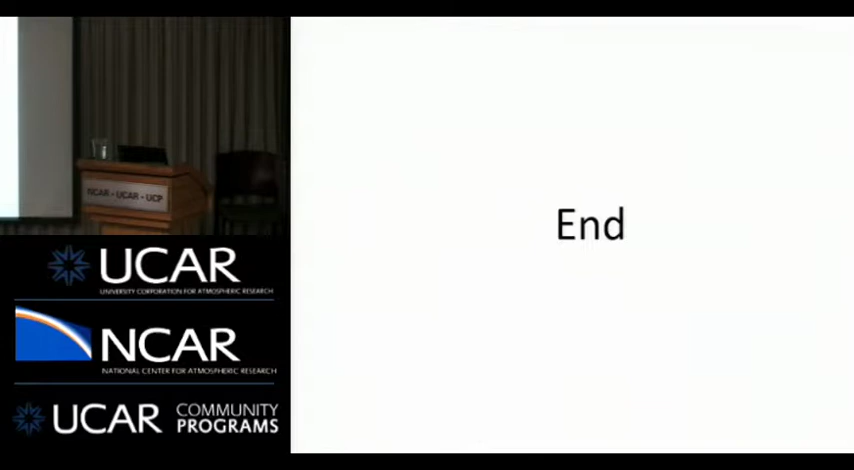 NCAR - UCAR - UCP
UCAR
UNIVERSITY CORPORATION FOR ATMOSPHERIC RESEARCH
NCAR
NATIONAL CENTER FOR ATMOSPHERIC RESEARCH
UCAR COMMUNITY
PROGRAMS
End